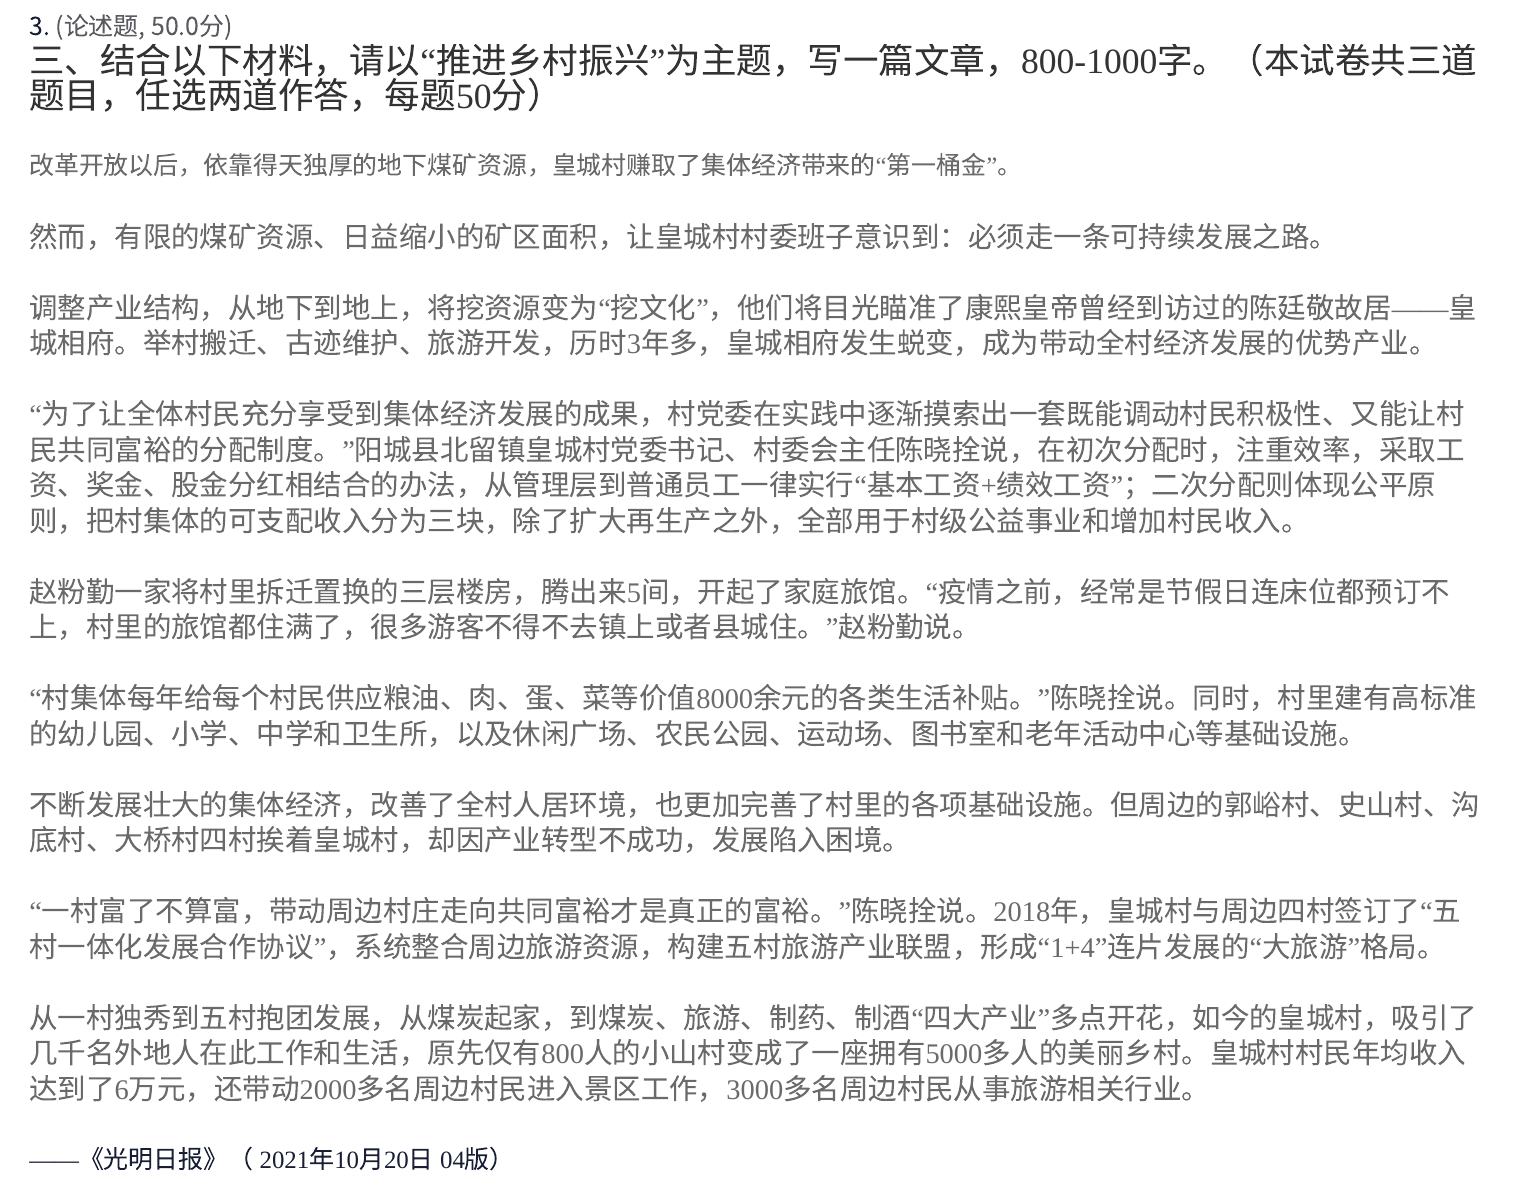 3. (论述题, 50.0分)
三、结合以下材料，请以“推进乡村振兴”为主题，写一篇文章，800-1000字。（本试卷共三道
题目，任选两道作答，每题50分）
改革开放以后，依靠得天独厚的地下煤矿资源，皇城村赚取了集体经济带来的“第一桶金”。
然而，有限的煤矿资源、日益缩小的矿区面积，让皇城村村委班子意识到：必须走一条可持续发展之路。
调整产业结构，从地下到地上，将挖资源变为“挖文化”，他们将目光瞄准了康熙皇帝曾经到访过的陈廷敬故居——皇
城相府。举村搬迁、古迹维护、旅游开发，历时3年多，皇城相府发生蜕变，成为带动全村经济发展的优势产业。
“为了让全体村民充分享受到集体经济发展的成果，村党委在实践中逐渐摸索出一套既能调动村民积极性、又能让村
民共同富裕的分配制度。”阳城县北留镇皇城村党委书记、村委会主任陈晓拴说，在初次分配时，注重效率，采取工
资、奖金、股金分红相结合的办法，从管理层到普通员工一律实行“基本工资+绩效工资”；二次分配则体现公平原
则，把村集体的可支配收入分为三块，除了扩大再生产之外，全部用于村级公益事业和增加村民收入。
赵粉勤一家将村里拆迁置换的三层楼房，腾出来5间，开起了家庭旅馆。“疫情之前，经常是节假日连床位都预订不
上，村里的旅馆都住满了，很多游客不得不去镇上或者县城住。”赵粉勤说。
“村集体每年给每个村民供应粮油、肉、蛋、菜等价值8000余元的各类生活补贴。”陈晓拴说。同时，村里建有高标准
的幼儿园、小学、中学和卫生所，以及休闲广场、农民公园、运动场、图书室和老年活动中心等基础设施。
不断发展壮大的集体经济，改善了全村人居环境，也更加完善了村里的各项基础设施。但周边的郭峪村、史山村、沟
底村、大桥村四村挨着皇城村，却因产业转型不成功，发展陷入困境。
“一村富了不算富，带动周边村庄走向共同富裕才是真正的富裕。”陈晓拴说。2018年，皇城村与周边四村签订了“五
村一体化发展合作协议”，系统整合周边旅游资源，构建五村旅游产业联盟，形成“1+4”连片发展的“大旅游”格局。
从一村独秀到五村抱团发展，从煤炭起家，到煤炭、旅游、制药、制酒“四大产业”多点开花，如今的皇城村，吸引了
几千名外地人在此工作和生活，原先仅有800人的小山村变成了一座拥有5000多人的美丽乡村。皇城村村民年均收入
达到了6万元，还带动2000多名周边村民进入景区工作，3000多名周边村民从事旅游相关行业。
——《光明日报》（ 2021年10月20日 04版）